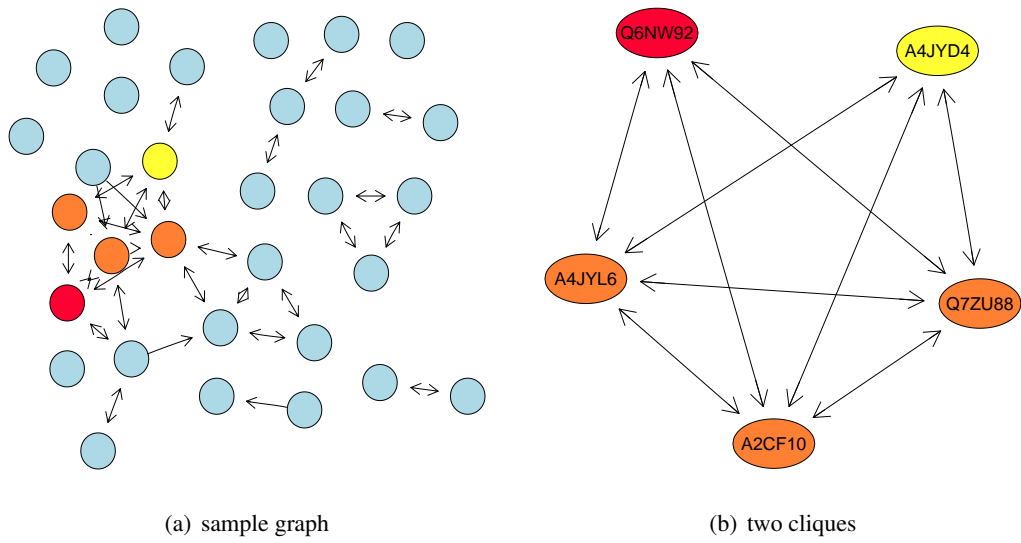 Q6NW92
A4JYD4
A4JYL6
Q7ZU88
A2CF10
(a) sample graph
(b) two cliques